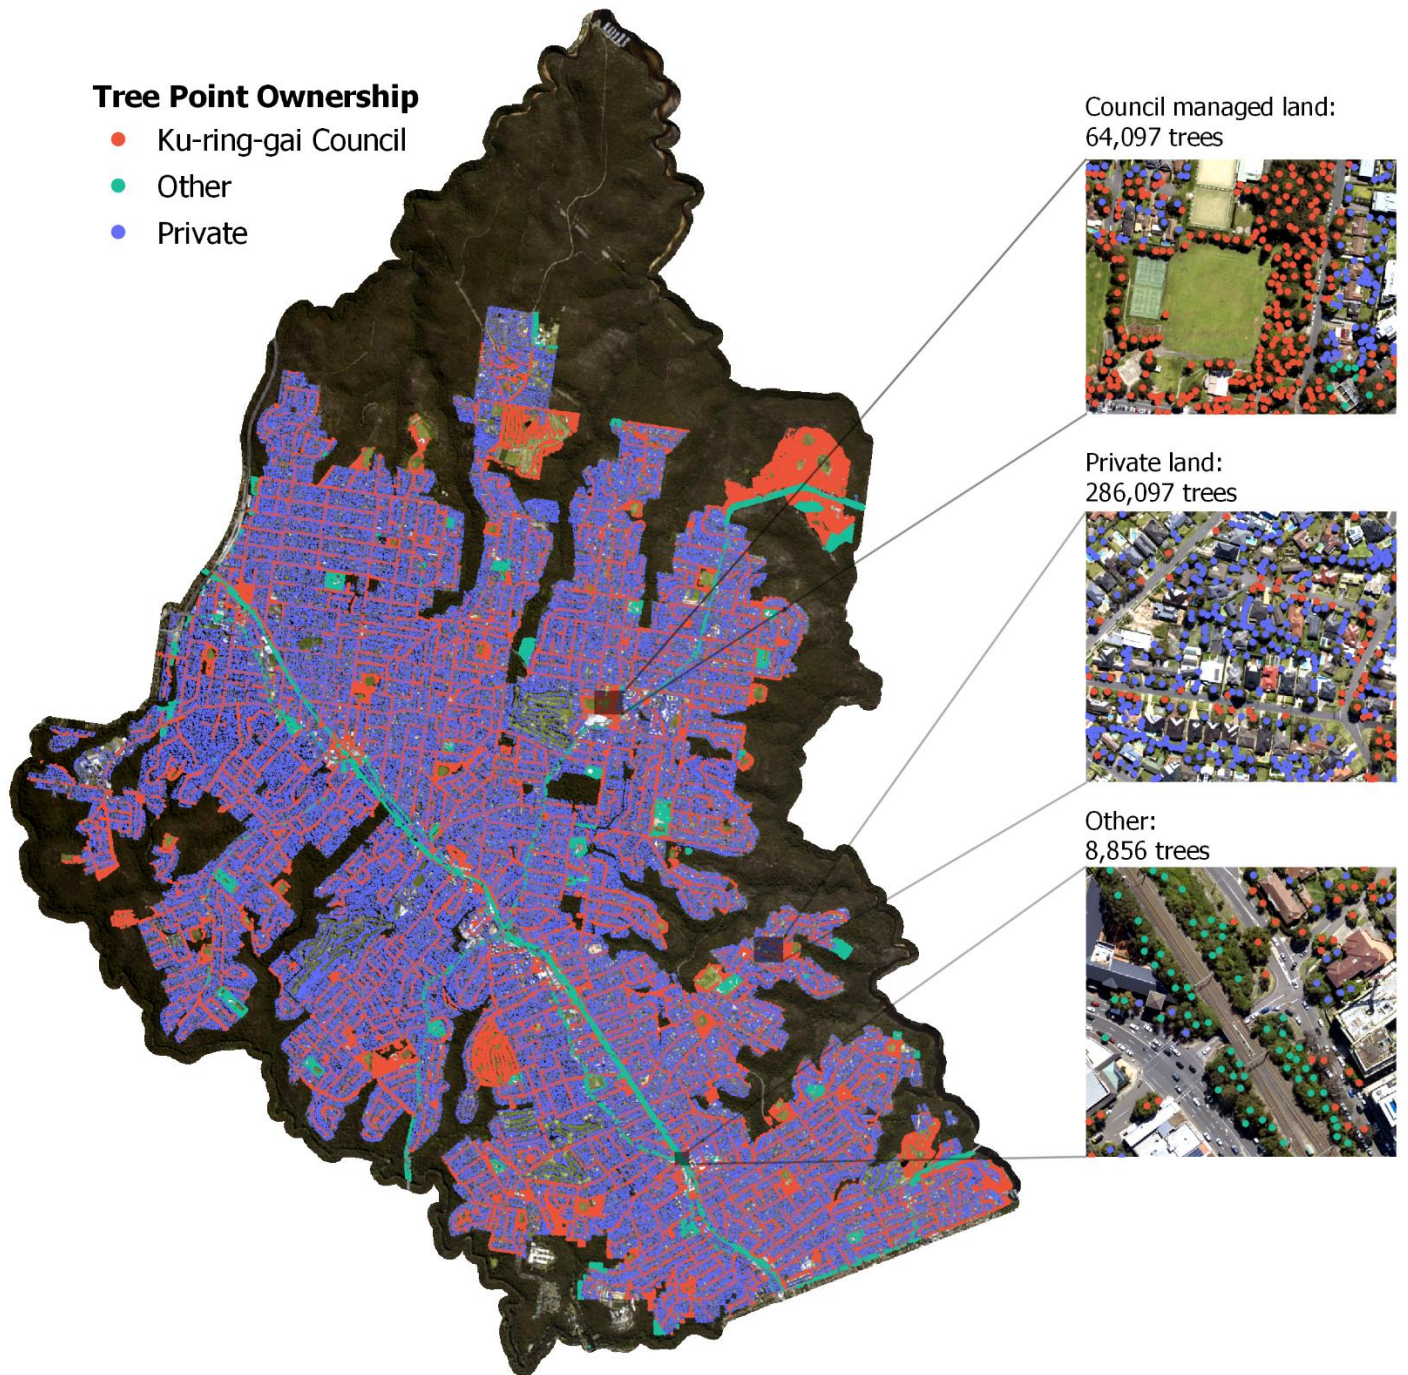 Tree Point Ownership
Ku-ring-gai Council
Other
Private
Council managed land:
64,097 trees
Private land:
286,097 trees
Other:
8,856 trees